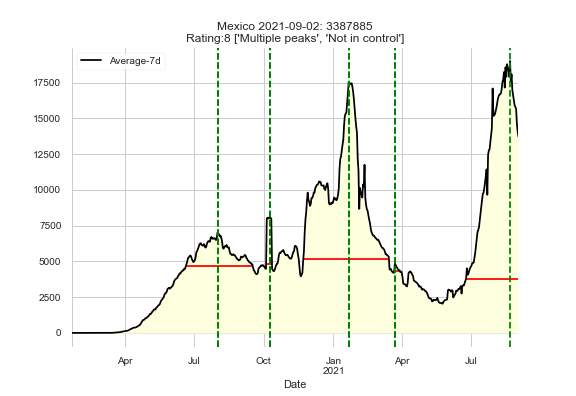 Mexico 2021-09-02: 3387885
Rating:8 ['Multiple peaks', 'Not in control']
Average-7d
17500
15000
12500
10000
7500
5000
2500
0
Apr
Jul
Oct
Jan
2021
Apr
Jul
Date